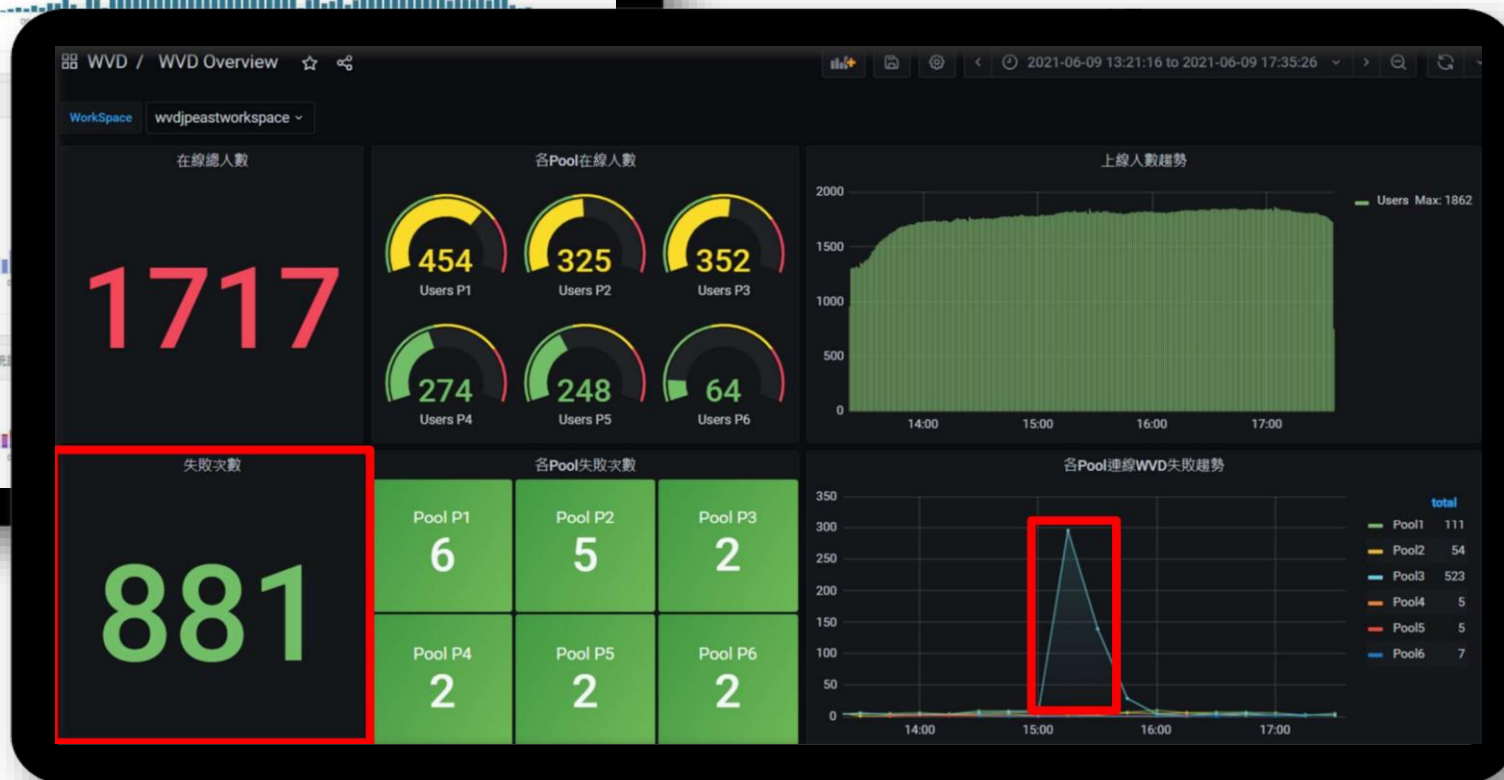 WVD / WVD Overview
2021-06-09 13:21:16 to 2021-06-09 17:35:26
WorkSpace wvdjpeastworkspace
在線總人數
1717
各Pool在線人數
454 325 352
Users P1 Users P2 Users P3
274 248 64
Users P4 Users P5 Users P6
上線人數趨勢
2000
1500
1000
500
0
14:00 15:00 16:00 17:00
Users Max: 1862
失敗次數
881
各Pool失敗次數
Pool P1 Pool P2 Pool P3
6 5 2
Pool P4 Pool P5 Pool P6
2 2 2
各Pool連線WVD失敗趨勢
350
300
250
200
150
100
50
0
14:00 15:00 16:00 17:00
total
Pool1 111
Pool2 54
Pool3 523
Pool4 5
Pool5 5
Pool6 7